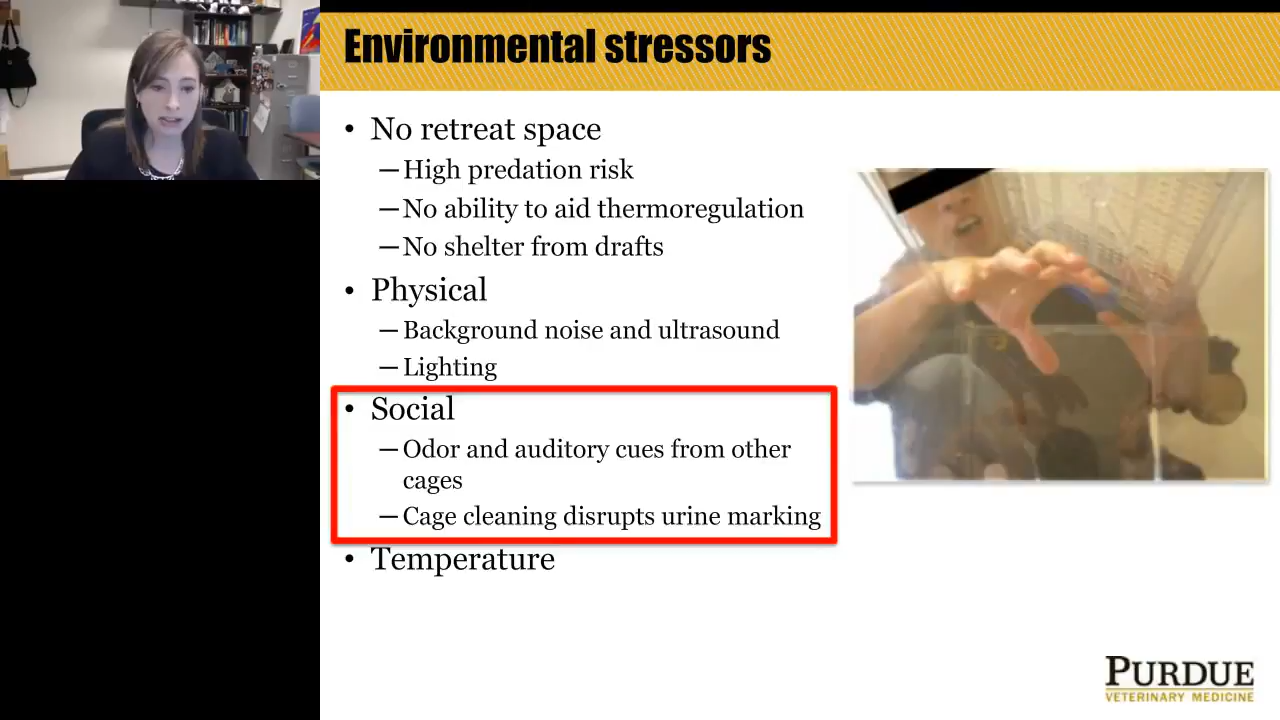 Environmental stressors
• No retreat space
—High predation risk
—No ability to aid thermoregulation
—No shelter from drafts
• Physical
—Background noise and ultrasound
—Lighting
• Social
—Odor and auditory cues from other
cages
—Cage cleaning disrupts urine marking
• Temperature
PURDUE
VETERINARY MEDICINE